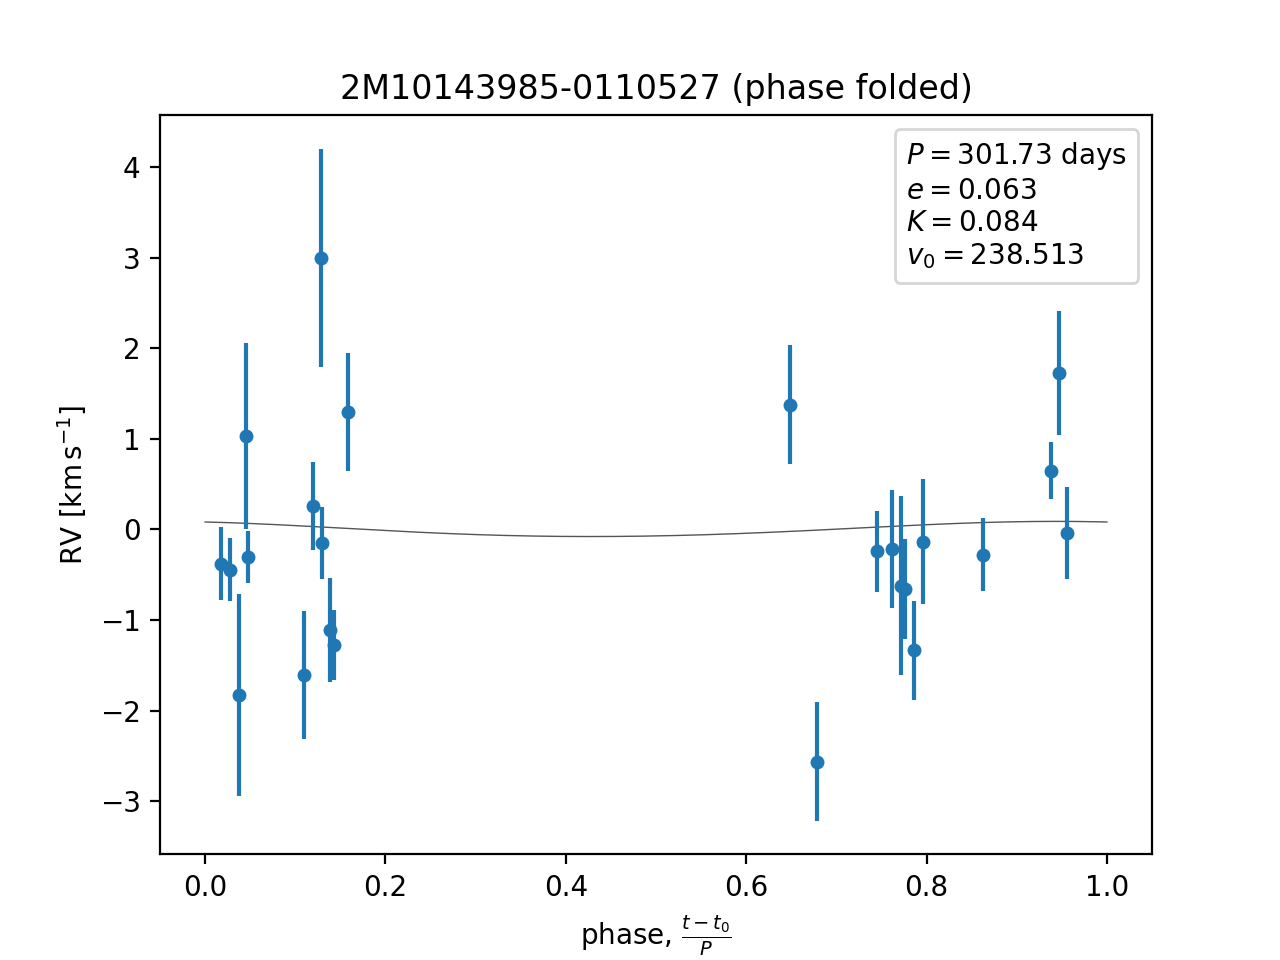 2M10143985-0110527 (phase folded)
P = 301.73 days
e = 0.063
K = 0.084
v₀ = 238.513
RV [km s⁻¹]
4
3
2
1
0
−1
−2
−3
0.0 0.2 0.4 0.6 0.8 1.0
phase, (t − t₀)/P